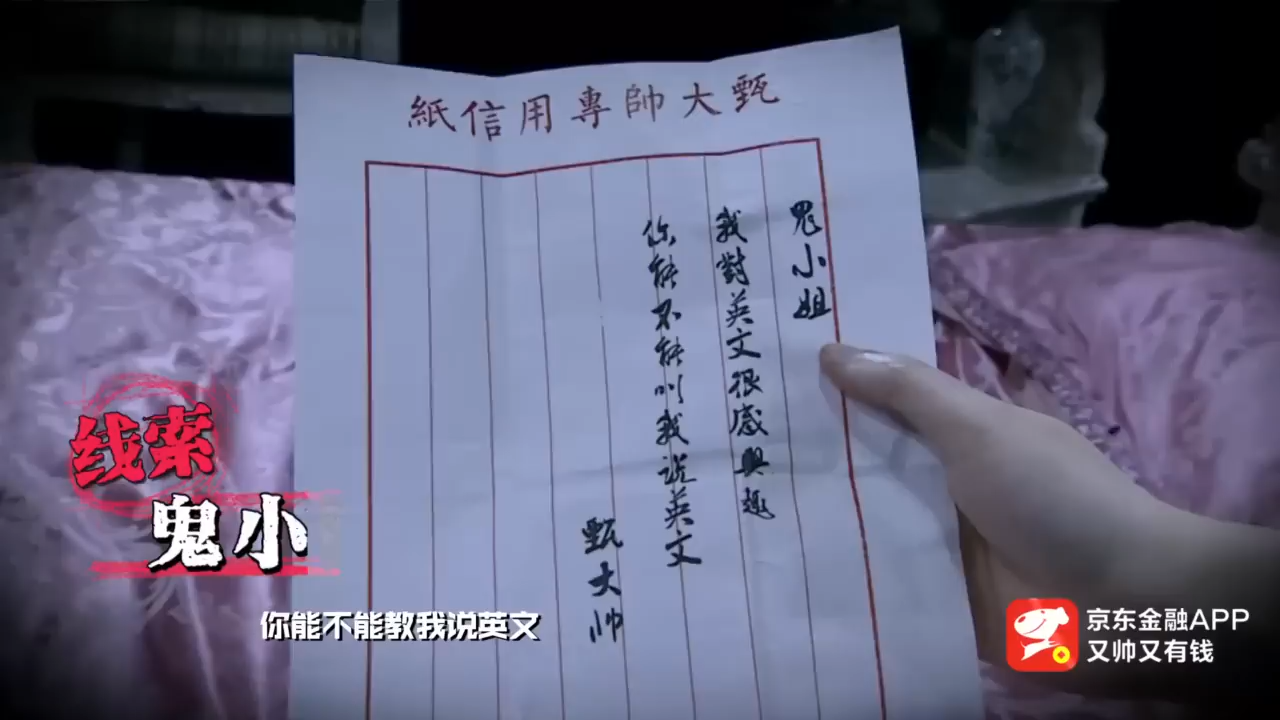 甄大帥專用信紙
鬼小姐
我對英文很感興趣
你能不能叫我说英文
甄大帅
线索
鬼小
你能不能教我说英文
京东金融APP
又帅又有钱